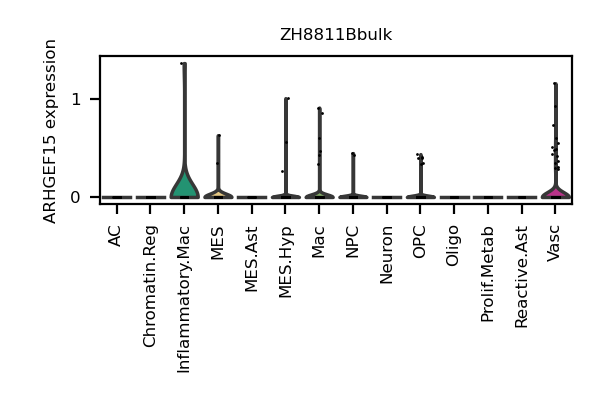 ZH8811Bbulk
ARHGEF15 expression
1
0
AC
Chromatin.Reg
Inflammatory.Mac
MES
MES.Ast
MES.Hyp
Mac
NPC
Neuron
OPC
Oligo
Prolif.Metab
Reactive.Ast
Vasc